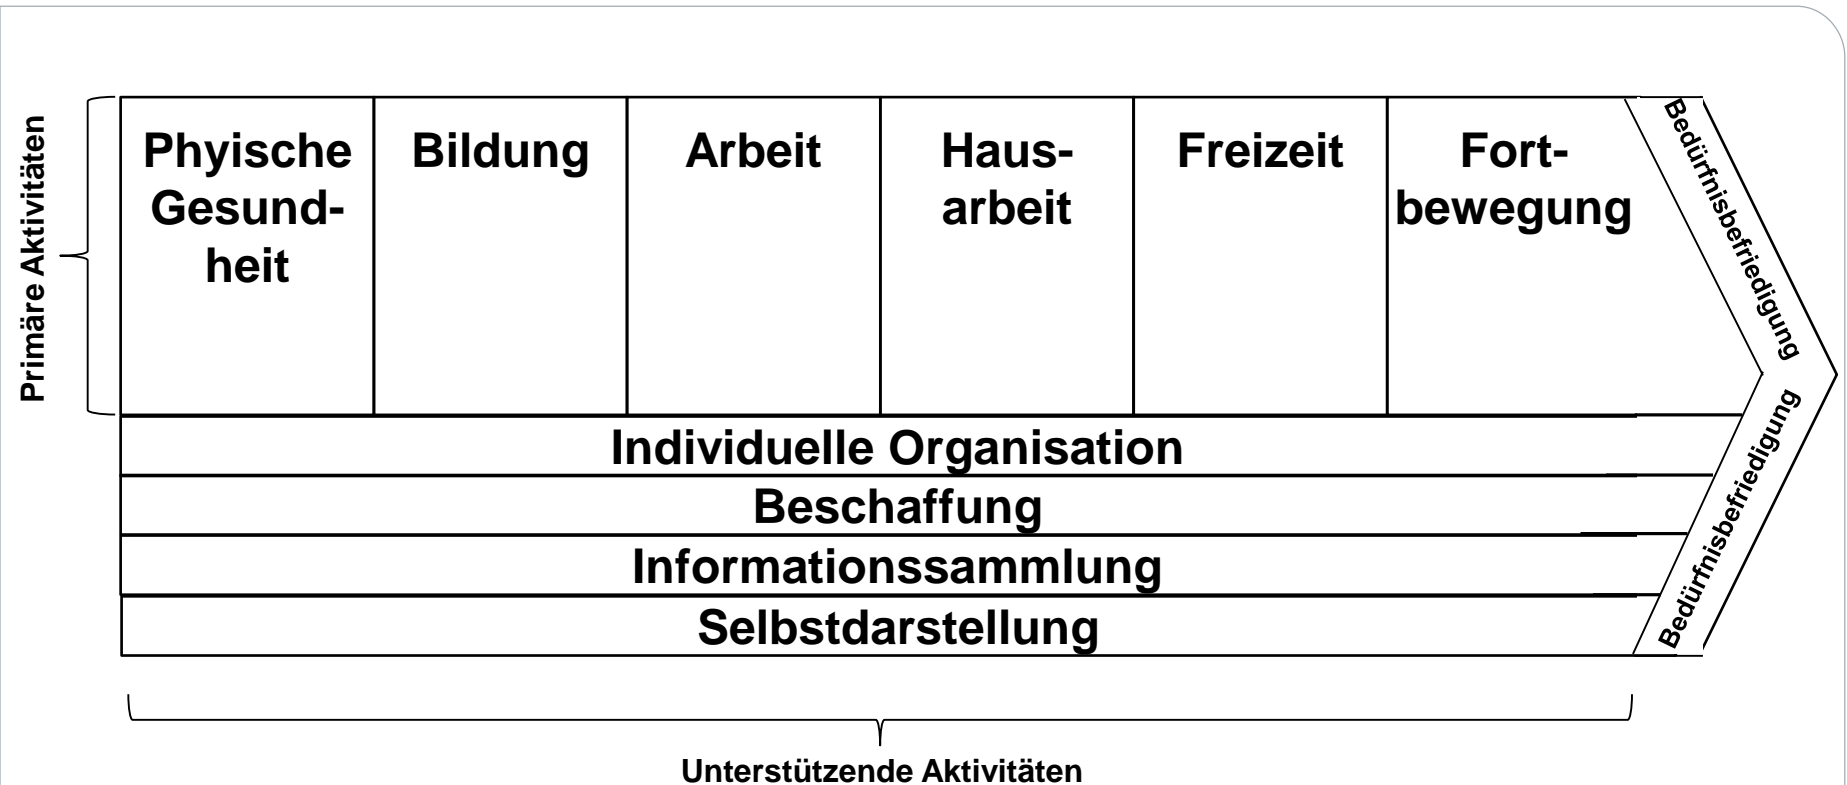 Primäre Aktivitäten
Phyische
Gesund-
heit
Bildung
Arbeit
Haus-
arbeit
Freizeit
Fort-
bewegung
Bedürfnisbefriedigung
Individuelle Organisation
Beschaffung
Informationssammlung
Selbstdarstellung
Bedürfnisbefriedigung
Unterstützende Aktivitäten